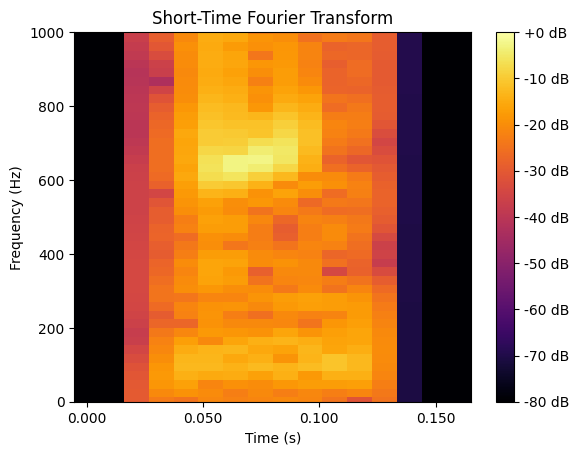 Short-Time Fourier Transform
1000
800
600
400
200
0
Frequency (Hz)
0.000
0.050
0.100
0.150
Time (s)
+0 dB
-10 dB
-20 dB
-30 dB
-40 dB
-50 dB
-60 dB
-70 dB
-80 dB